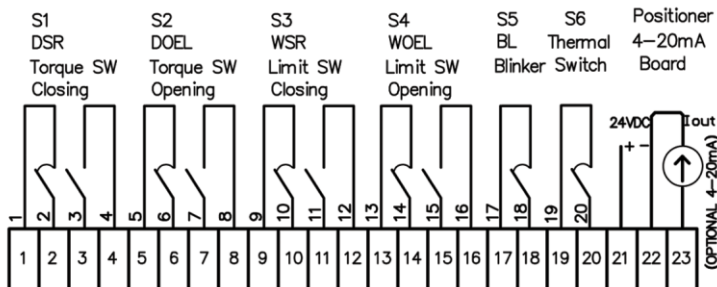 S1
DSR
Torque SW
Closing
S2
DOEL
Torque SW
Opening
S3
WSR
Limit SW
Closing
S4
WOEL
Limit SW
Opening
S5
BL
Blinker
S6
Thermal
Switch
Positioner
4-20mA
Board
24VDC
+ -
Iout
(OPTIONAL 4-20mA)
1 2 3 4 5 6 7 8 9 10 11 12 13 14 15 16 17 18 19 20
1 2 3 4 5 6 7 8 9 10 11 12 13 14 15 16 17 18 19 20 21 22 23